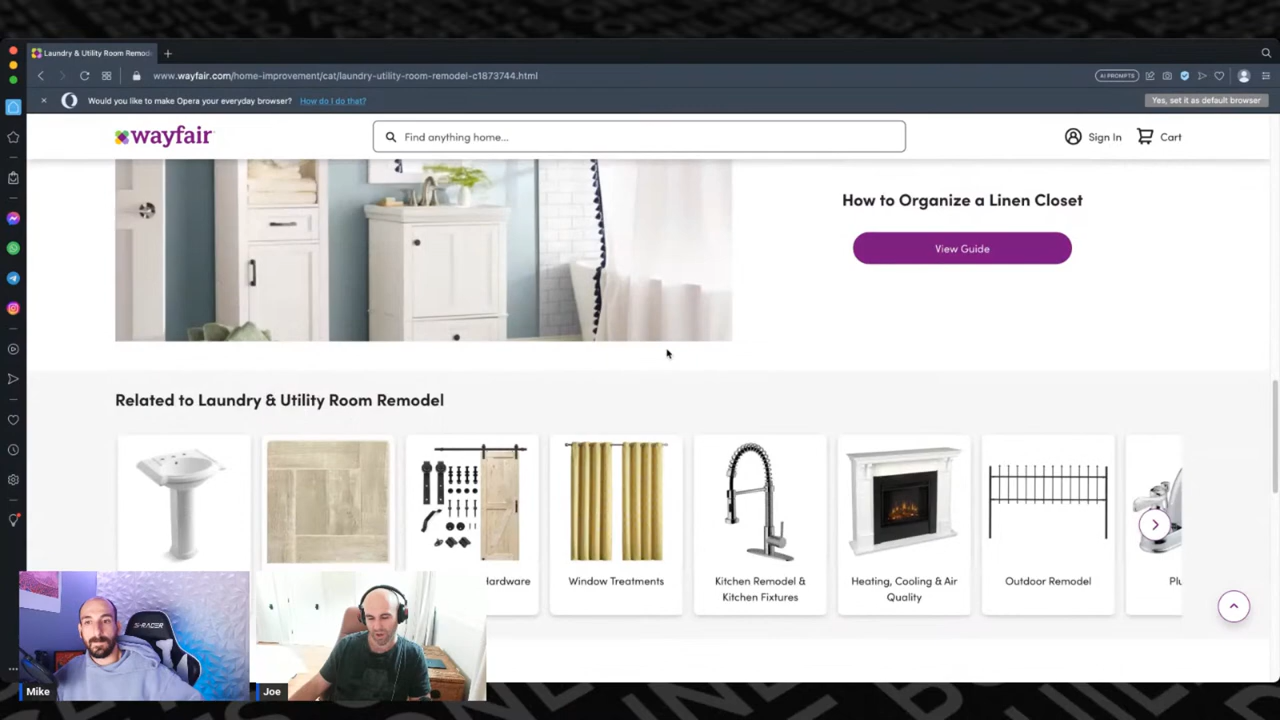 Laundry & Utility Room Remod
www.wayfair.com/home-improvement/cat/laundry-utility-room-remodel-c1873744.html
AI PROMPTS
Would you like to make Opera your everyday browser? How do I do that?
Yes, set it as default browser
wayfair
Find anything home...
Sign In
Cart
How to Organize a Linen Closet
View Guide
Related to Laundry & Utility Room Remodel
Hardware
Window Treatments
Kitchen Remodel &
Kitchen Fixtures
Heating, Cooling & Air
Quality
Outdoor Remodel
S-RACER
Mike
Joe